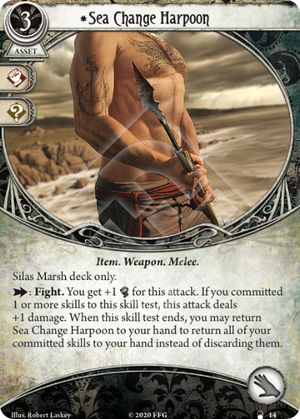 3
*Sea Change Harpoon
ASSET
Item. Weapon. Melee.
Silas Marsh deck only.
: Fight. You get +1 for this attack. If you committed
1 or more skills to this skill test, this attack deals
+1 damage. When this skill test ends, you may return
Sea Change Harpoon to your hand to return all of your
committed skills to your hand instead of discarding them.
Illus. Robert Laskey
© 2020 FFG
14